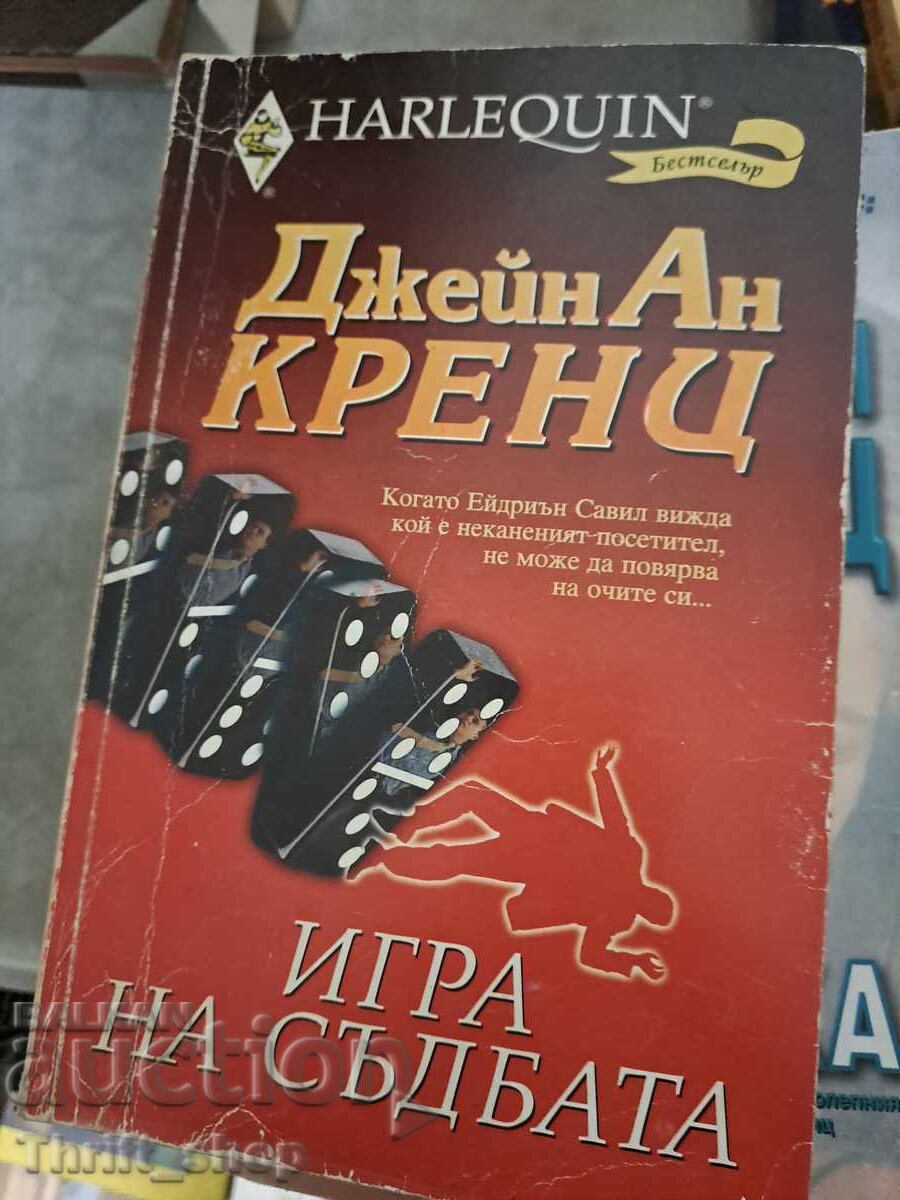 HARLEQUIN®
Бестселър
Джейн Ан
КРЕНЦ
Когато Ейдриън Савил вижда
кой е неканеният посетител,
не може да повярва
на очите си...
ИГРА
НА СЪДБАТА
BALKAN
auction
Thrift_shop
Д
А